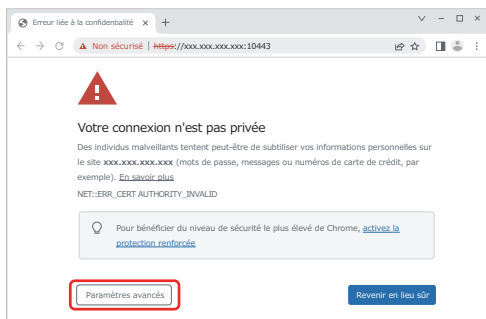 Erreur liée à la confidentialité
Non sécurisé | https://xxx.xxx.xxx.xxx:10443
Votre connexion n'est pas privée
Des individus malveillants tentent peut-être de subtiliser vos informations personnelles sur
le site xxx.xxx.xxx.xxx (mots de passe, messages ou numéros de carte de crédit, par
exemple). En savoir plus
NET::ERR_CERT AUTHORITY_INVALID
Pour bénéficier du niveau de sécurité le plus élevé de Chrome, activez la
protection renforcée
Paramètres avancés
Revenir en lieu sûr